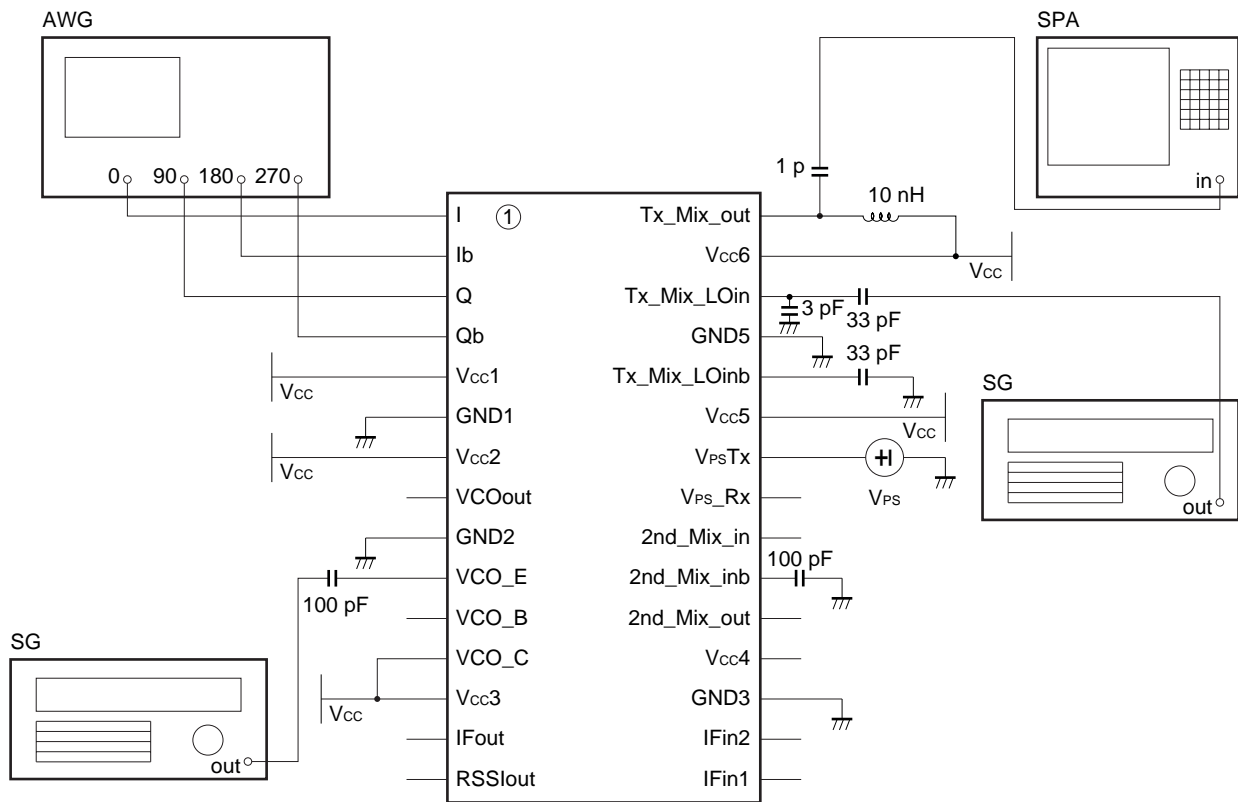 AWG
SPA
0 90 180 270
1 p
in
10 nH
I ① Tx_Mix_out
Ib Vcc6
Vcc
Q Tx_Mix_LOin
3 pF
33 pF
Qb GND5
33 pF
Vcc1 Tx_Mix_LOinb
Vcc
SG
GND1 Vcc5
Vcc
Vcc2 VPSTx
Vcc
VPS
VCOout VPS_Rx
out
GND2 2nd_Mix_in
100 pF
VCO_E 2nd_Mix_inb
100 pF
VCO_B 2nd_Mix_out
SG
VCO_C Vcc4
Vcc3 GND3
Vcc
IFout IFin2
out
RSSIout IFin1